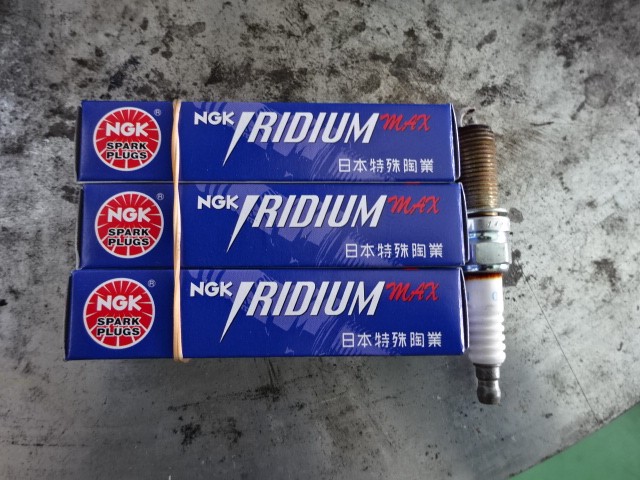 NGK
SPARK
PLUGS
®
NGK IRIDIUM MAX
日本特殊陶業
NGK
SPARK
PLUGS
®
NGK IRIDIUM MAX
日本特殊陶業
NGK
SPARK
PLUGS
®
NGK IRIDIUM MAX
日本特殊陶業